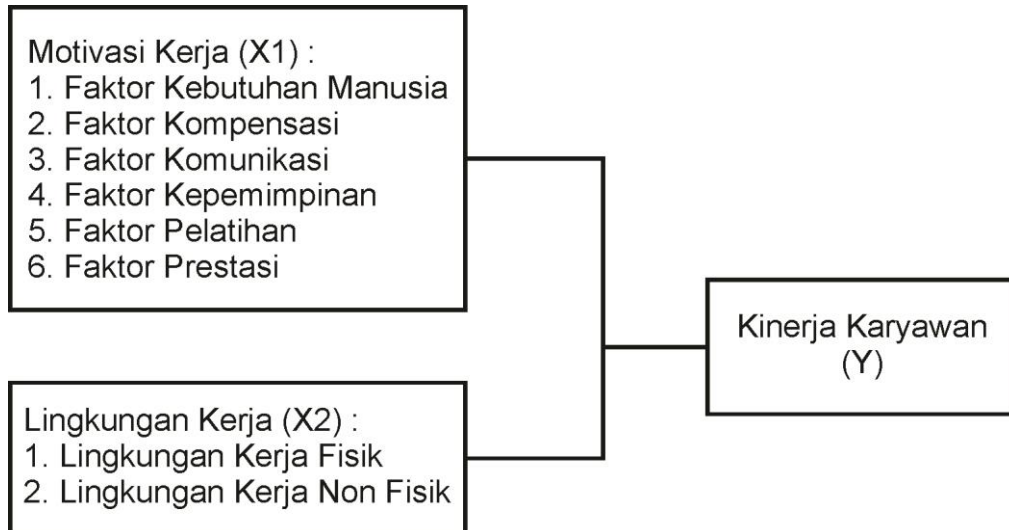 Motivasi Kerja (X1) :
1. Faktor Kebutuhan Manusia
2. Faktor Kompensasi
3. Faktor Komunikasi
4. Faktor Kepemimpinan
5. Faktor Pelatihan
6. Faktor Prestasi
Lingkungan Kerja (X2) :
1. Lingkungan Kerja Fisik
2. Lingkungan Kerja Non Fisik
Kinerja Karyawan
(Y)